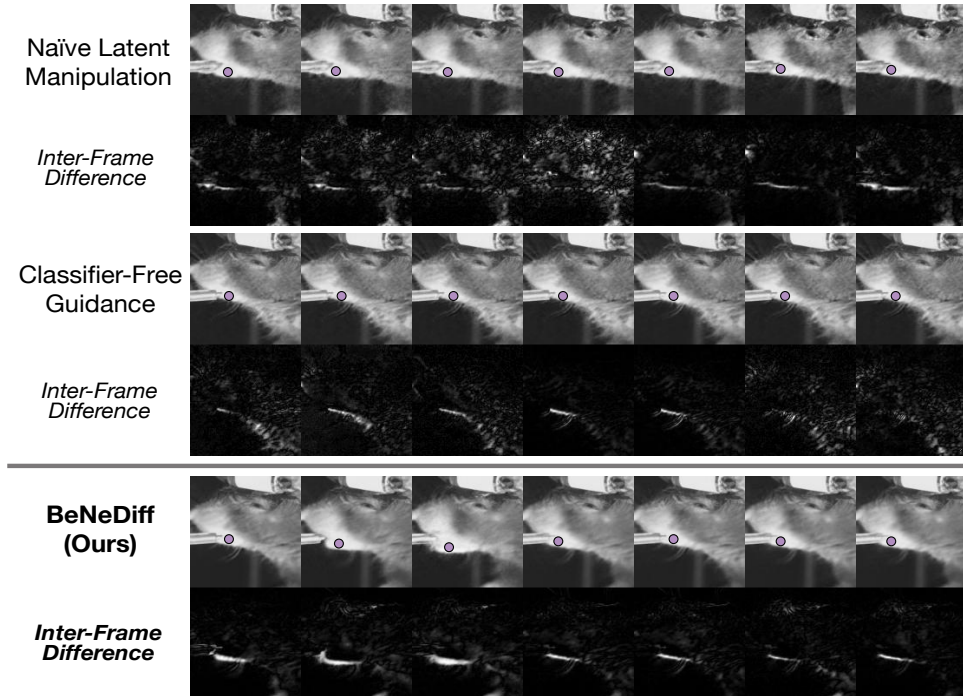 Naïve Latent
Manipulation
Inter-Frame
Difference
Classifier-Free
Guidance
Inter-Frame
Difference
BeNeDiff
(Ours)
Inter-Frame
Difference